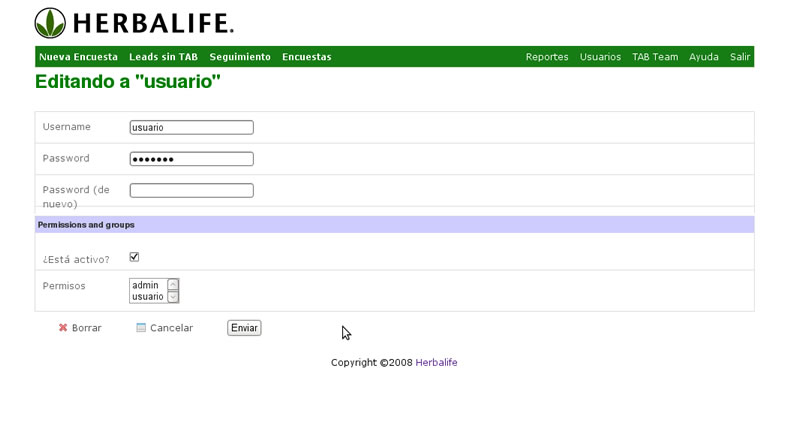 HERBALIFE.
Nueva Encuesta Leads sin TAB Seguimiento Encuestas Reportes Usuarios TAB Team Ayuda Salir
Editando a "usuario"
Username usuario
Password •••••••
Password (de
nuevo)
Permissions and groups
¿Está activo?
Permisos admin
usuario
Borrar Cancelar Enviar
Copyright ©2008 Herbalife